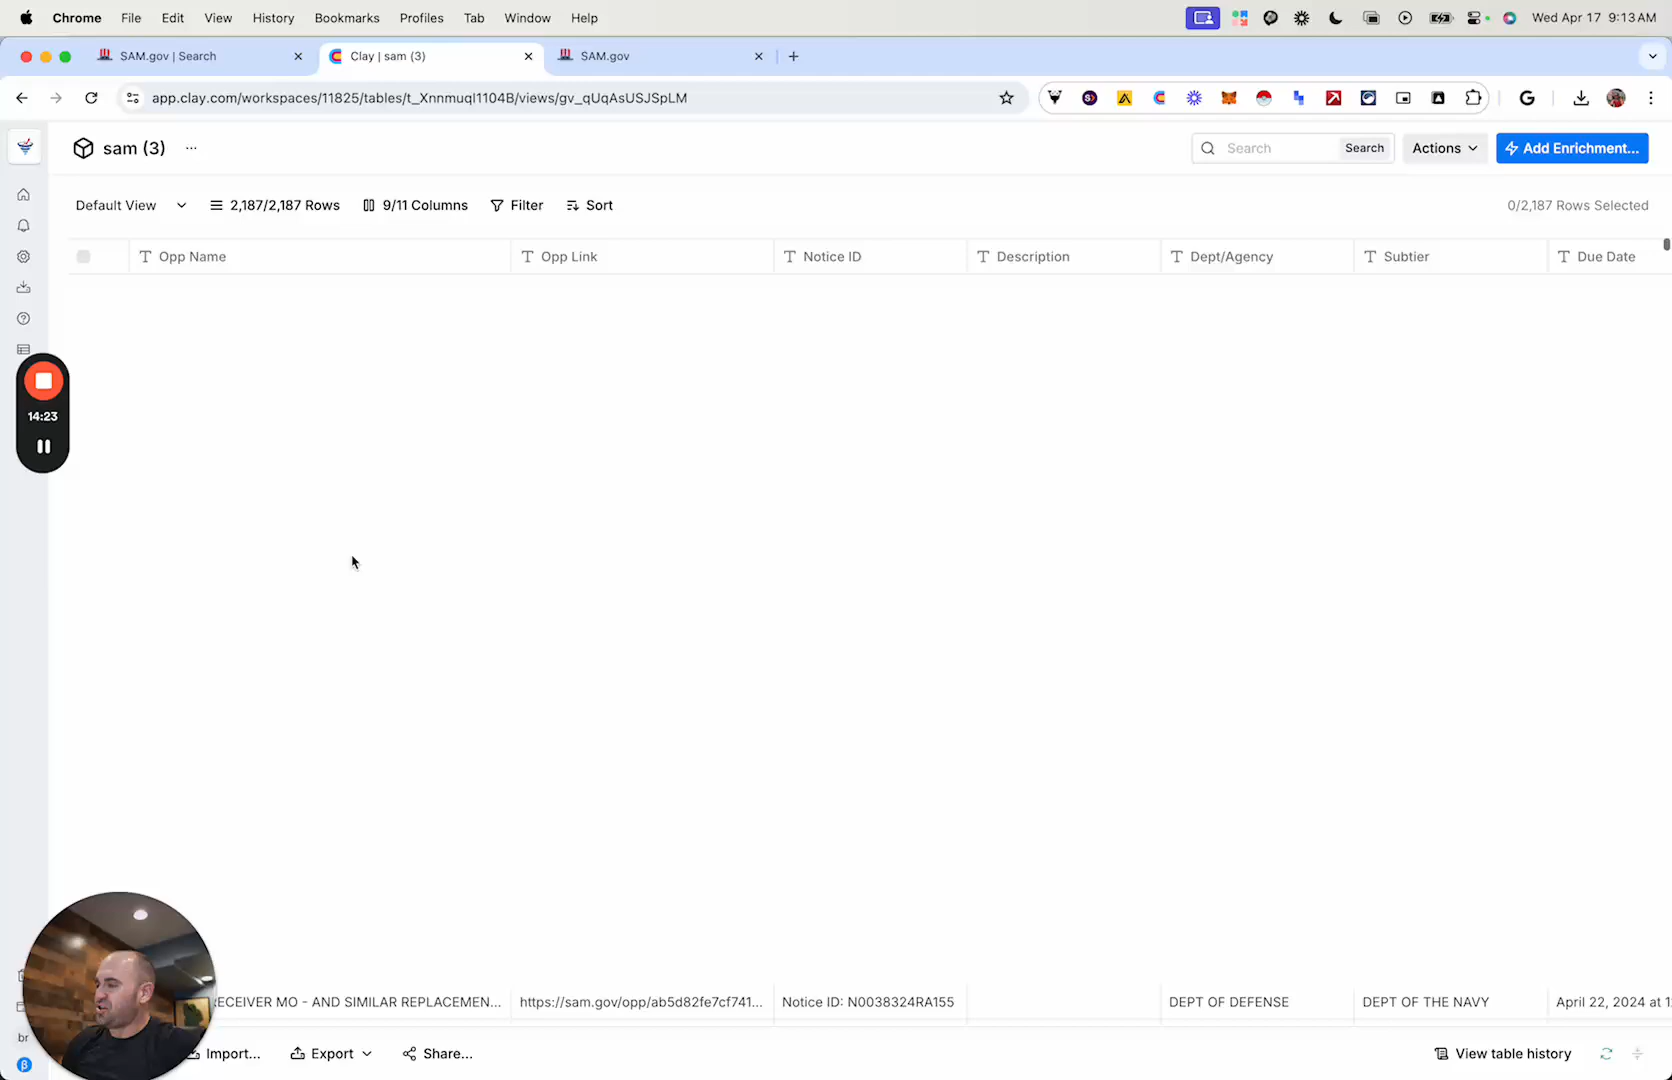 Chrome File Edit View History Bookmarks Profiles Tab Window Help Wed Apr 17 9:13 AM
SAM.gov | Search Clay | sam (3) SAM.gov
app.clay.com/workspaces/11825/tables/t_XnnmuqI1104B/views/gv_qUqAsUSJSpLM
sam (3) ... Search Search Actions Add Enrichment...
Default View 2,187/2,187 Rows 9/11 Columns Filter Sort 0/2,187 Rows Selected
Opp Name Opp Link Notice ID Description Dept/Agency Subtier Due Date
14:23
RECEIVER MO - AND SIMILAR REPLACEMEN... https://sam.gov/opp/ab5d82fe7cf741... Notice ID: N0038324RA155 DEPT OF DEFENSE DEPT OF THE NAVY April 22, 2024 at 1
br
Import... Export Share... View table history
β